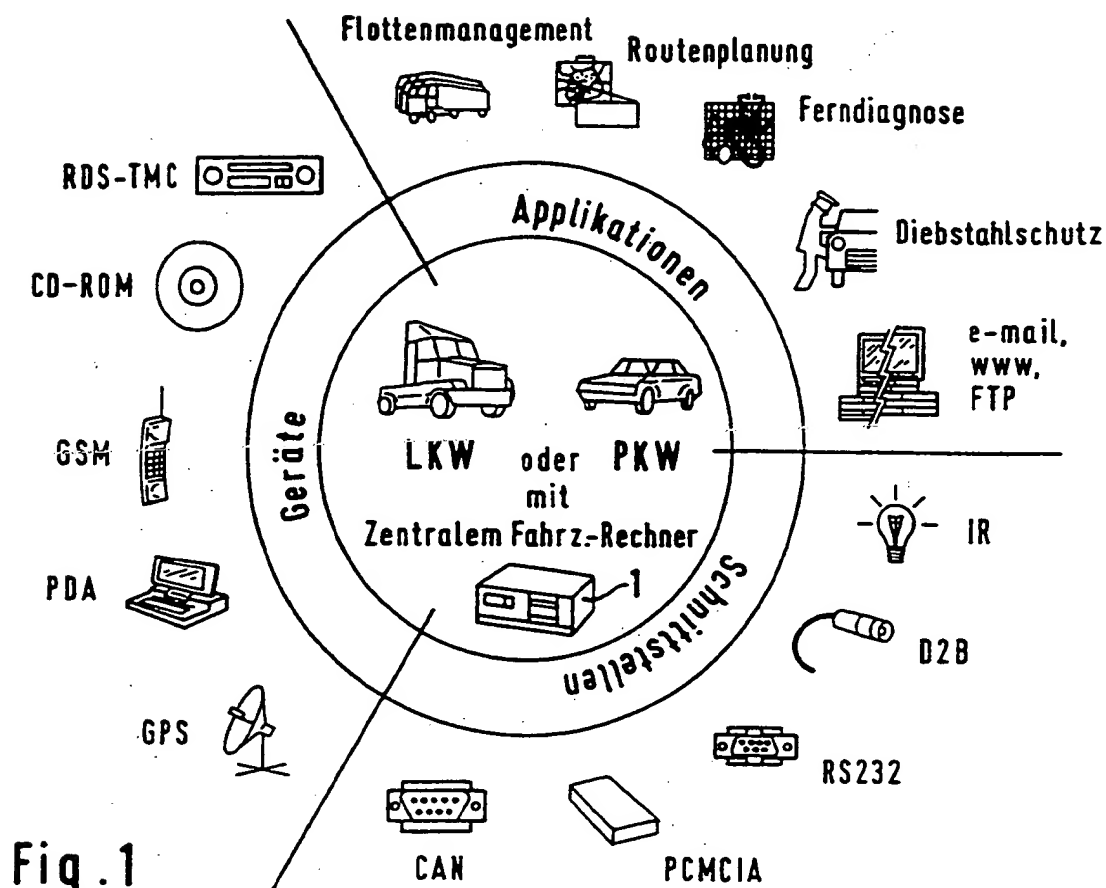 Flottenmanagement
Routenplanung
Ferndiagnose
RDS-TMC
Applikationen
Diebstahlschutz
CD-ROM
e-mail,
www,
FTP
GSM
Geräte
LKW oder PKW
mit
Zentralem Fahrz.-Rechner
1
IR
PDA
Schnittstellen
D2B
GPS
RS232
CAN
PCMCIA
Fig.1